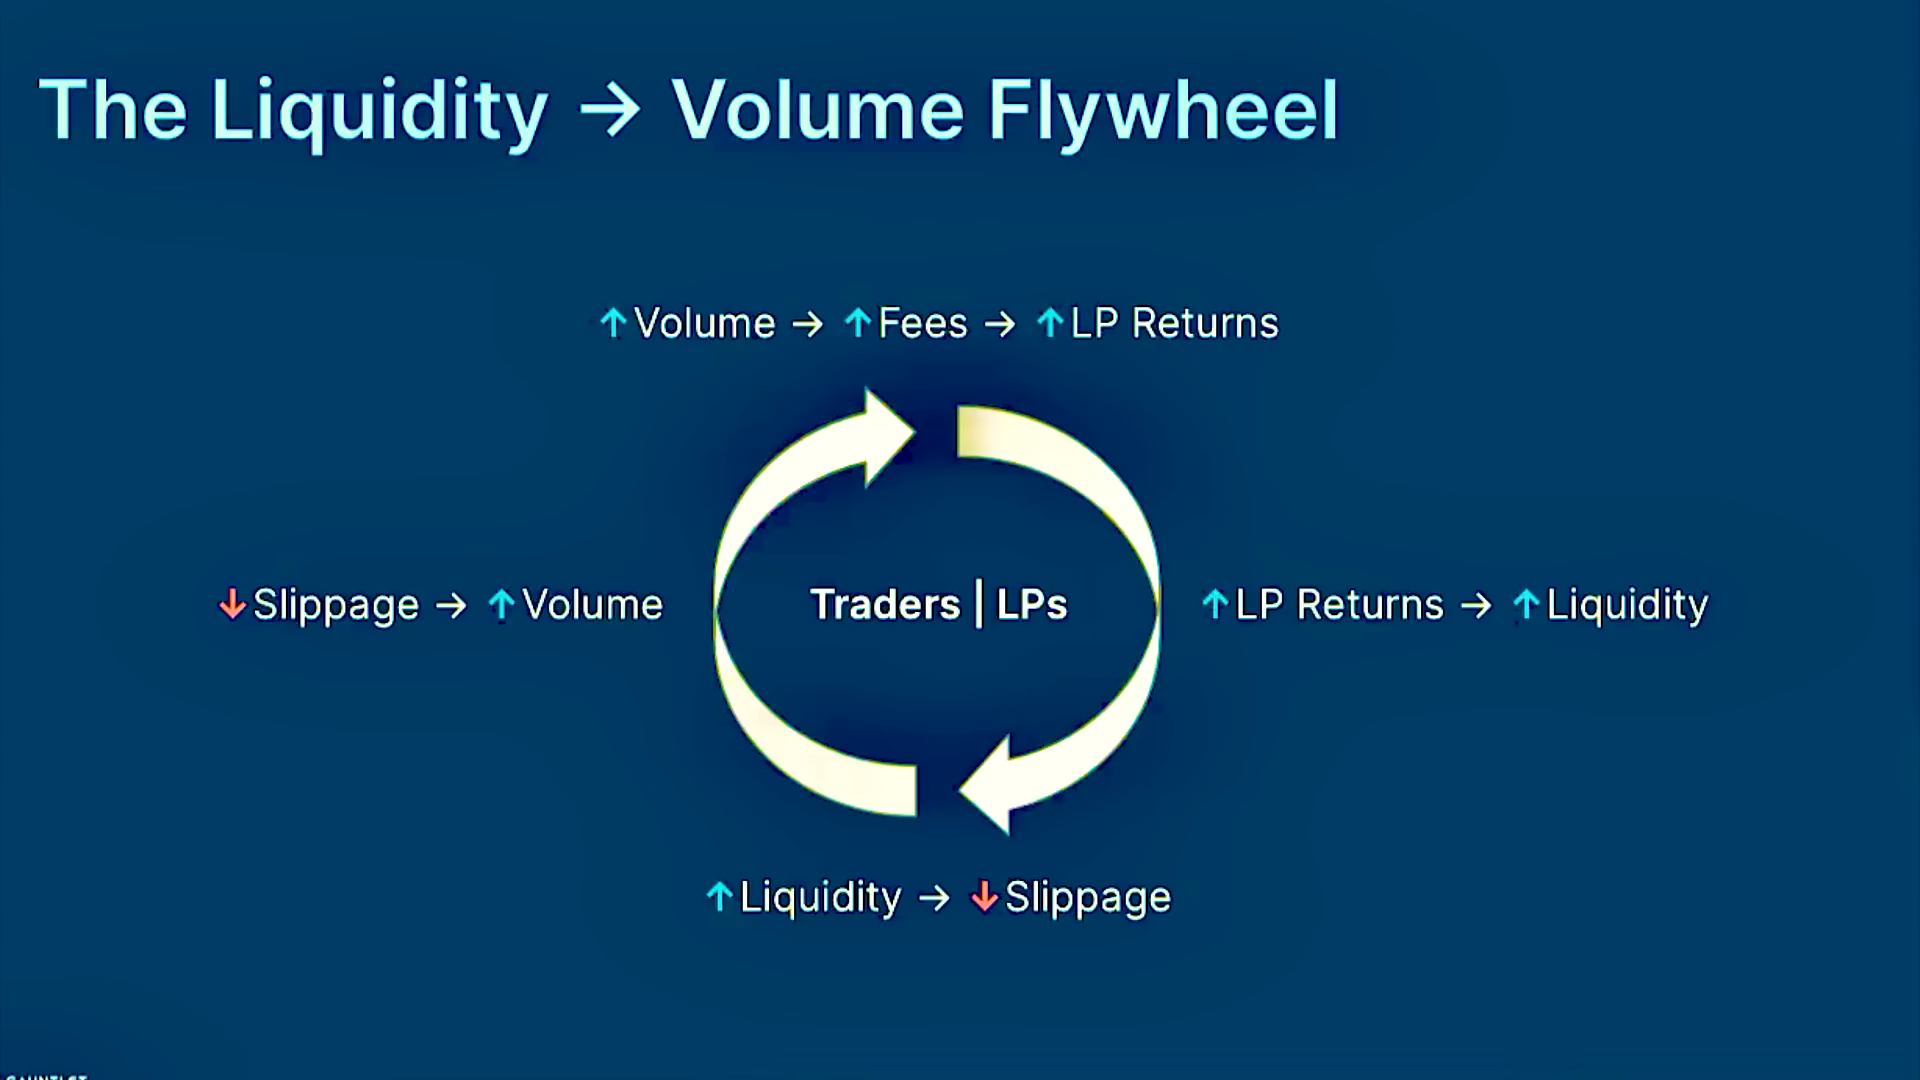 The Liquidity → Volume Flywheel
↑Volume → ↑Fees → ↑LP Returns
↓Slippage → ↑Volume
Traders | LPs
↑LP Returns → ↑Liquidity
↑Liquidity → ↓Slippage